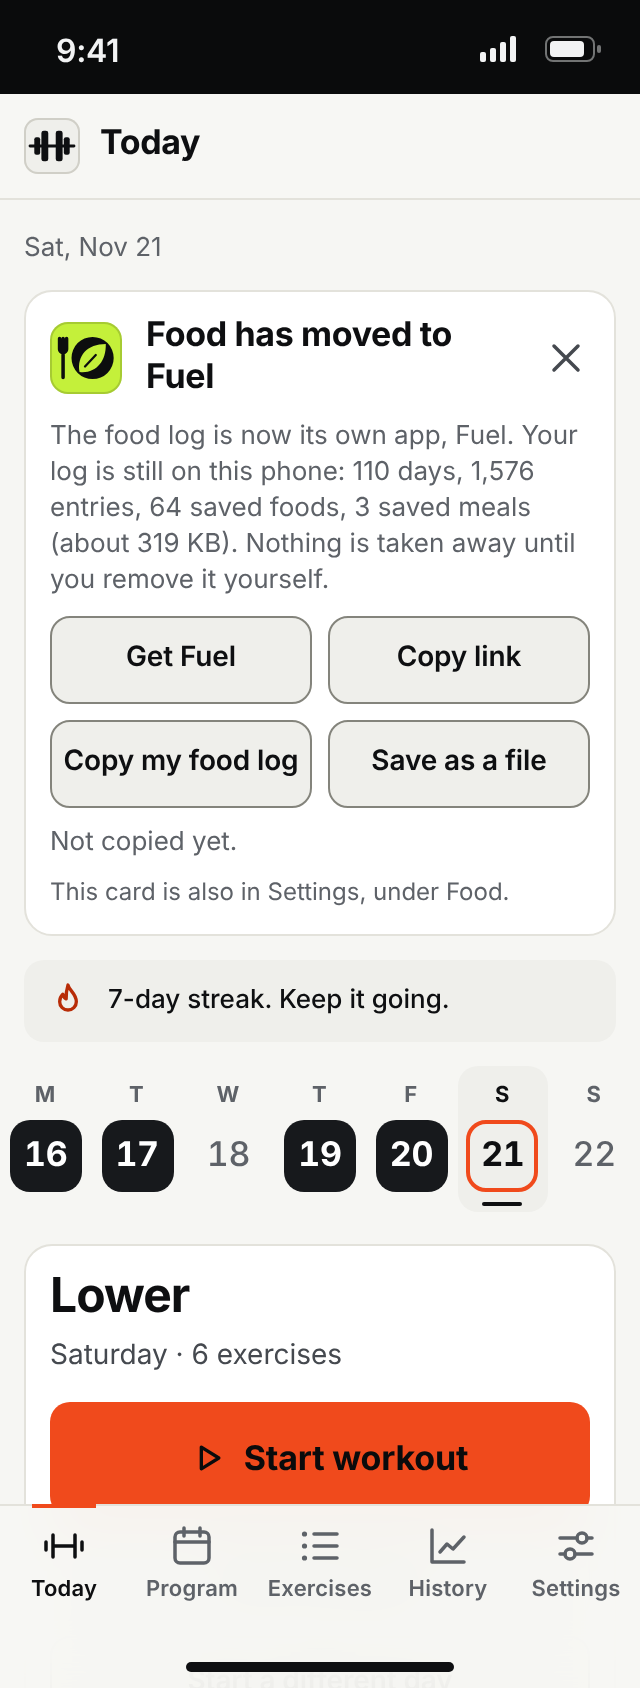 9:41
Today
Sat, Nov 21
Food has moved to
Fuel
The food log is now its own app, Fuel. Your
log is still on this phone: 110 days, 1,576
entries, 64 saved foods, 3 saved meals
(about 319 KB). Nothing is taken away until
you remove it yourself.
Get Fuel
Copy link
Copy my food log
Save as a file
Not copied yet.
This card is also in Settings, under Food.
7-day streak. Keep it going.
M T W T F S S
16 17 18 19 20 21 22
Lower
Saturday · 6 exercises
Start workout
Today Program Exercises History Settings
Start a different day